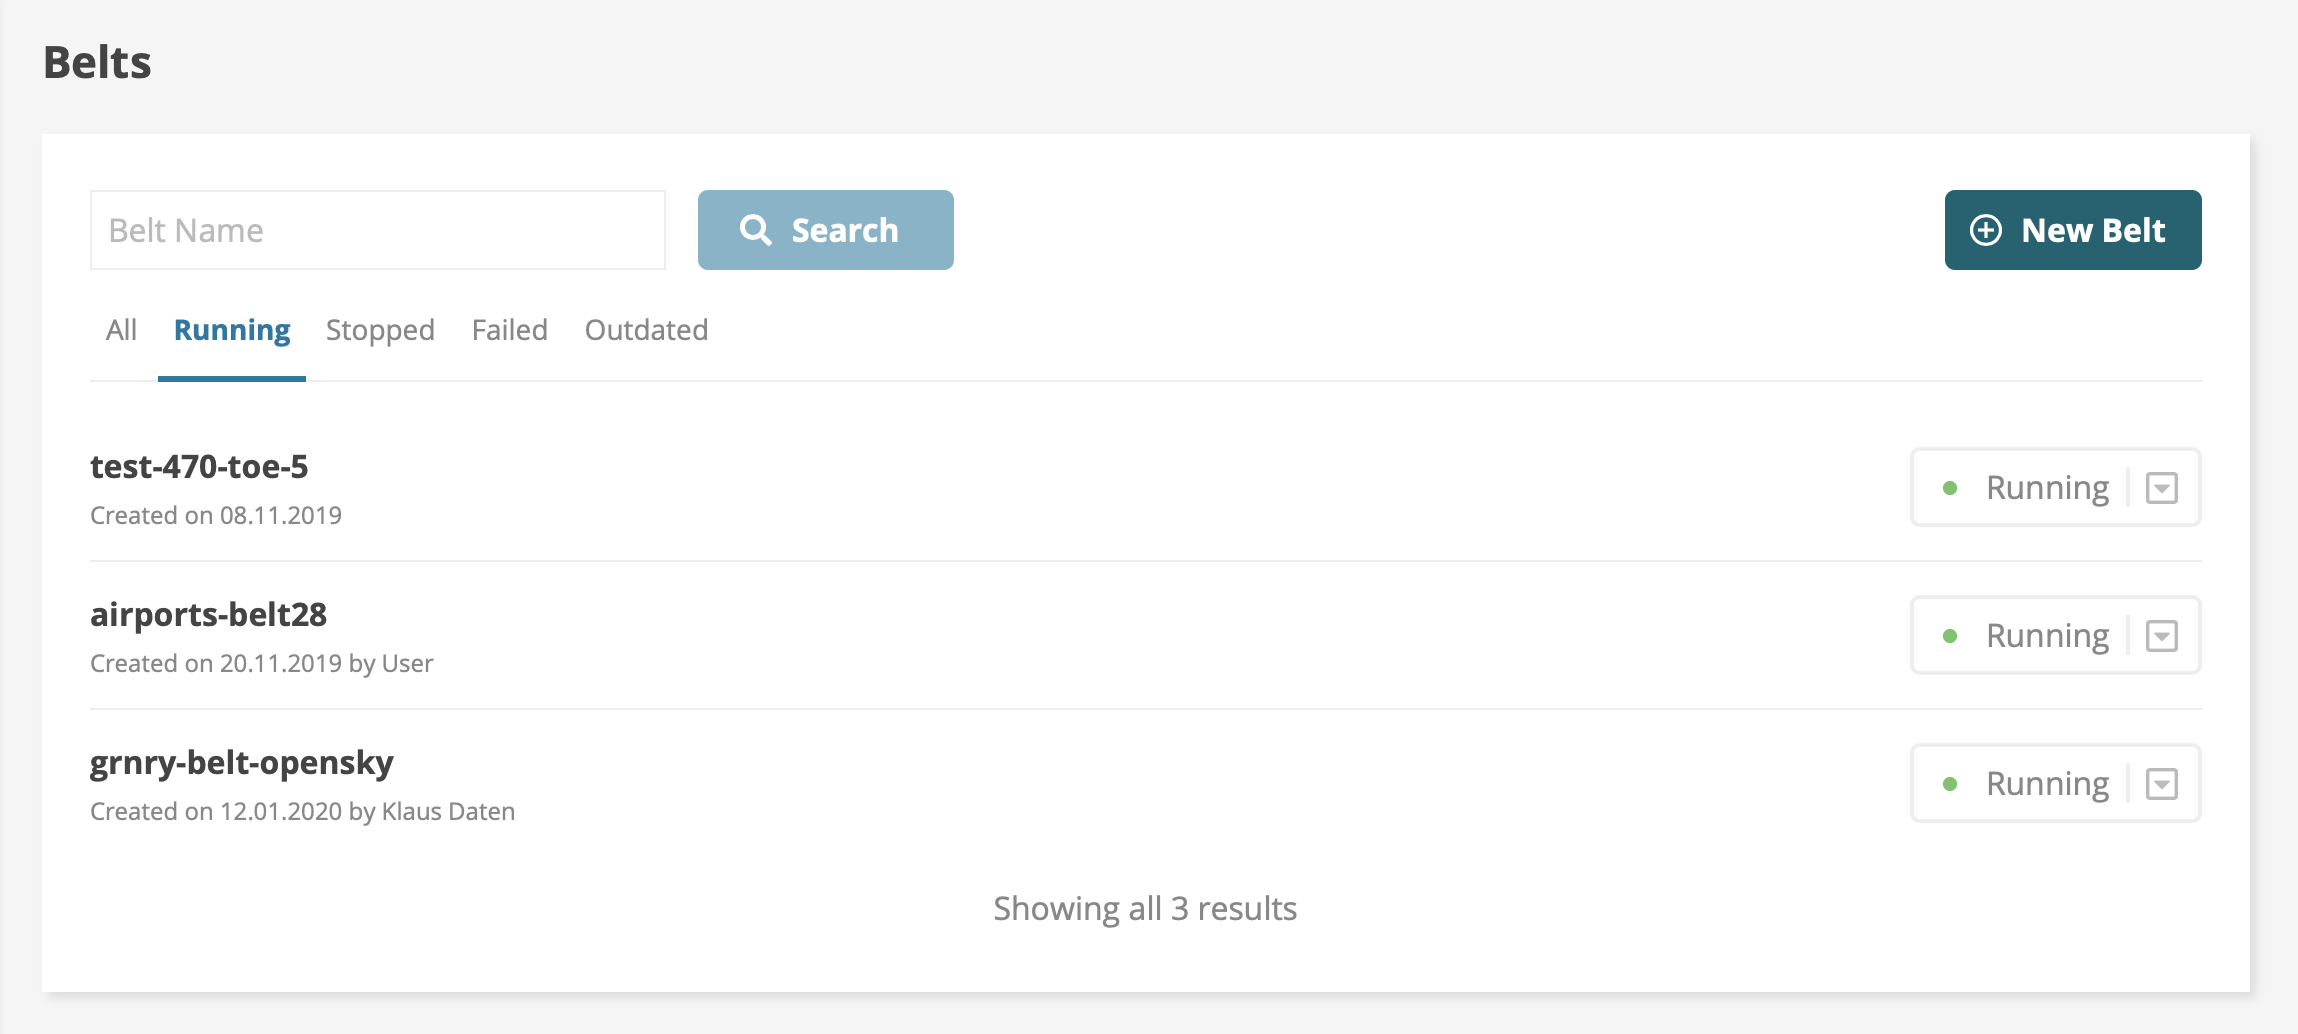 Belts
Belt Name
Search
New Belt
All Running Stopped Failed Outdated
test-470-toe-5
Created on 08.11.2019
Running
airports-belt28
Created on 20.11.2019 by User
Running
grnry-belt-opensky
Created on 12.01.2020 by Klaus Daten
Running
Showing all 3 results